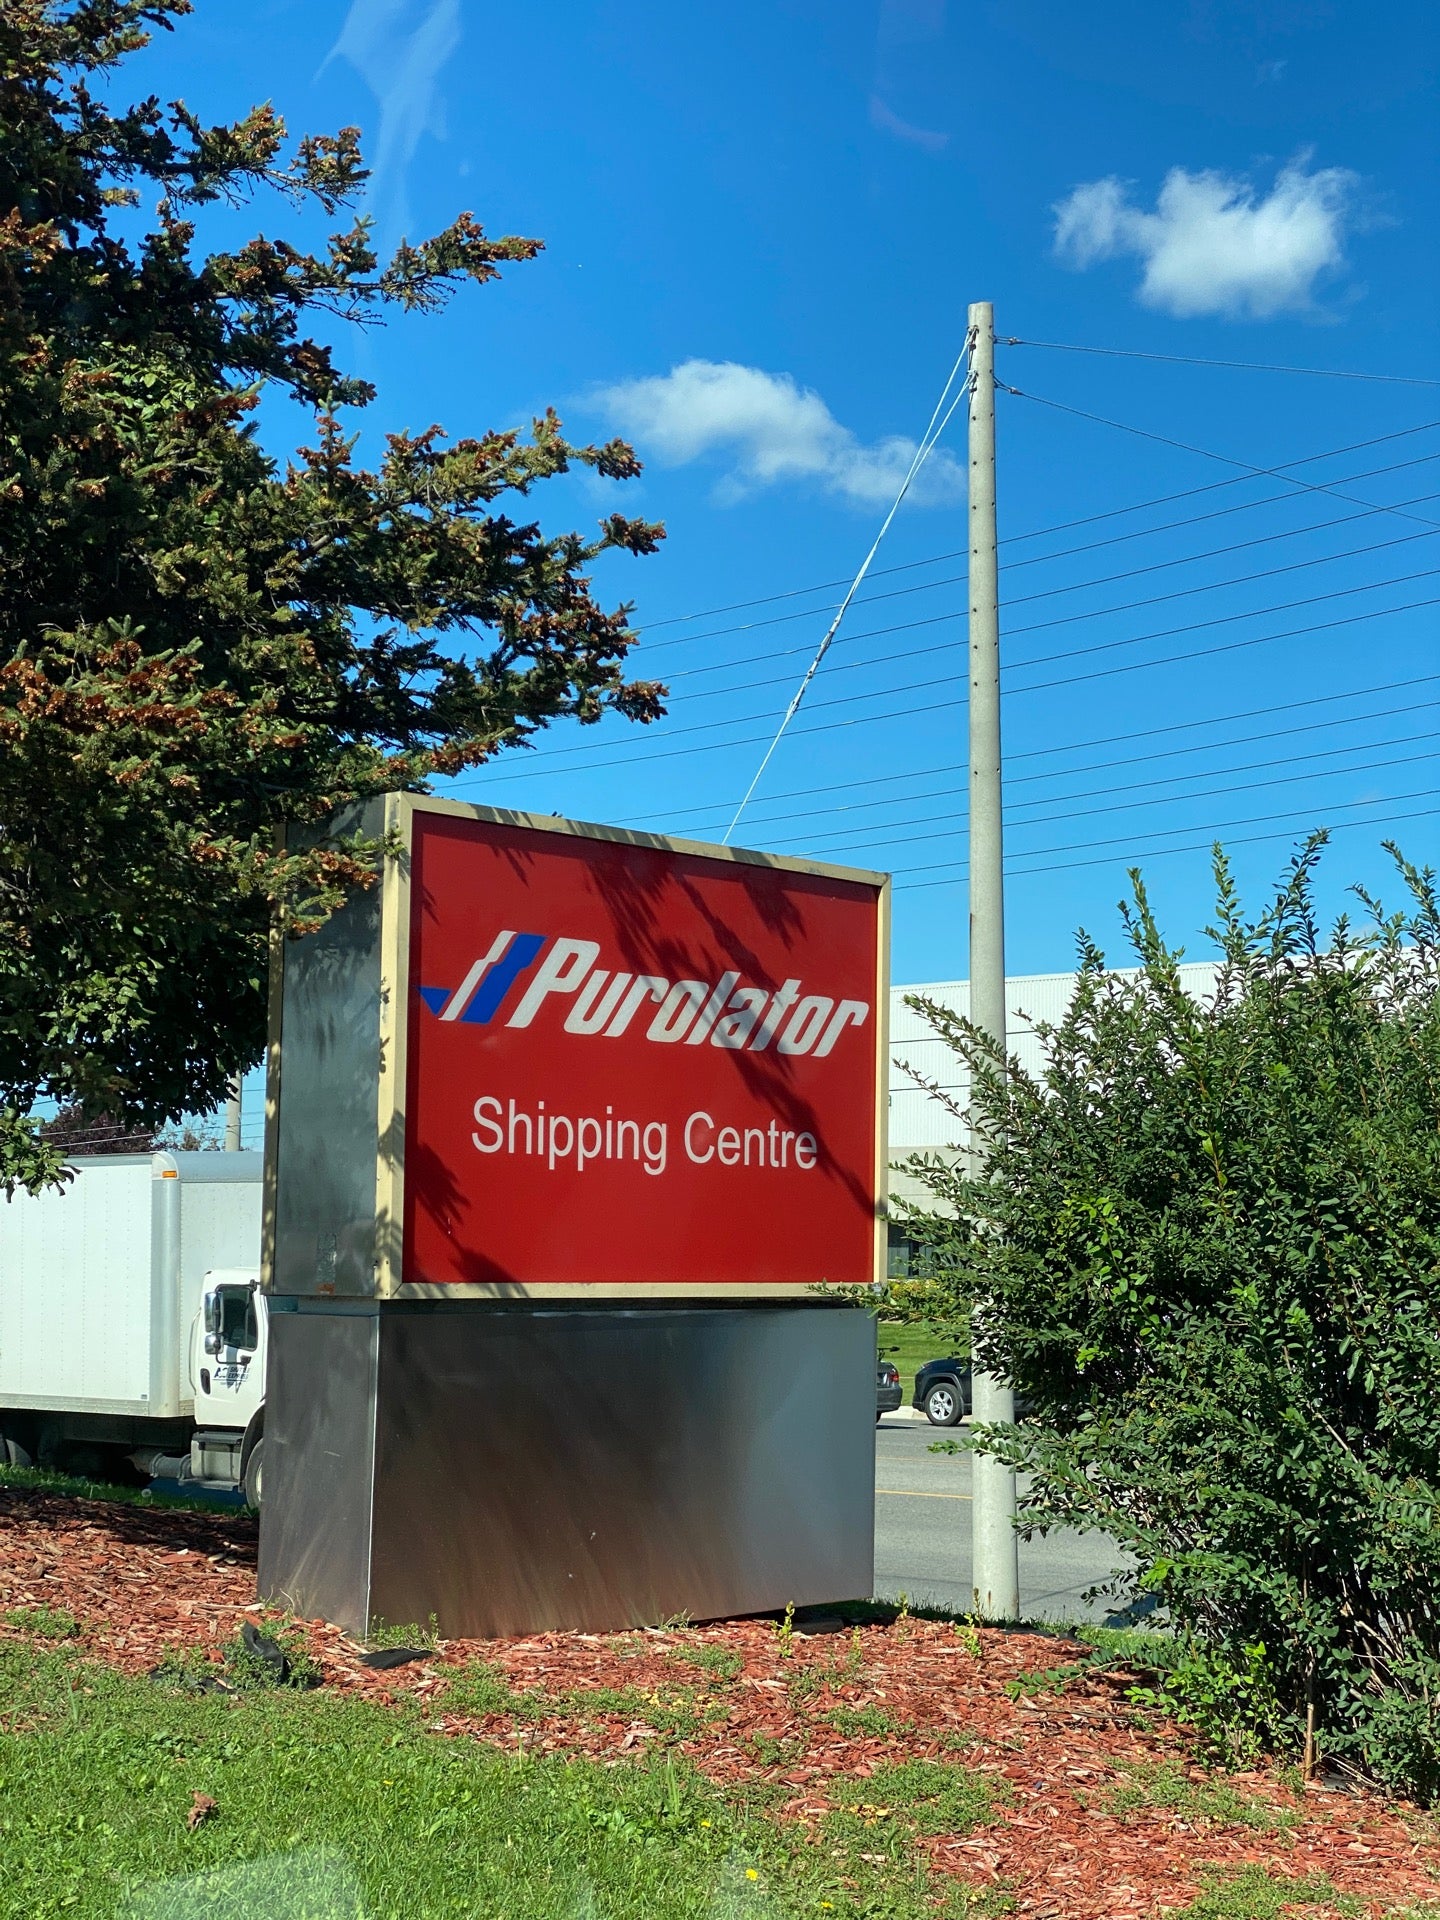 Purolator
Shipping Centre